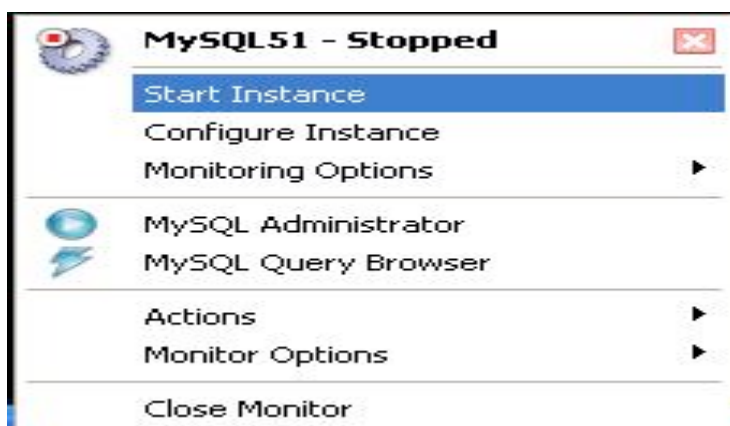 MySQL51 - Stopped
Start Instance
Configure Instance
Monitoring Options
MySQL Administrator
MySQL Query Browser
Actions
Monitor Options
Close Monitor